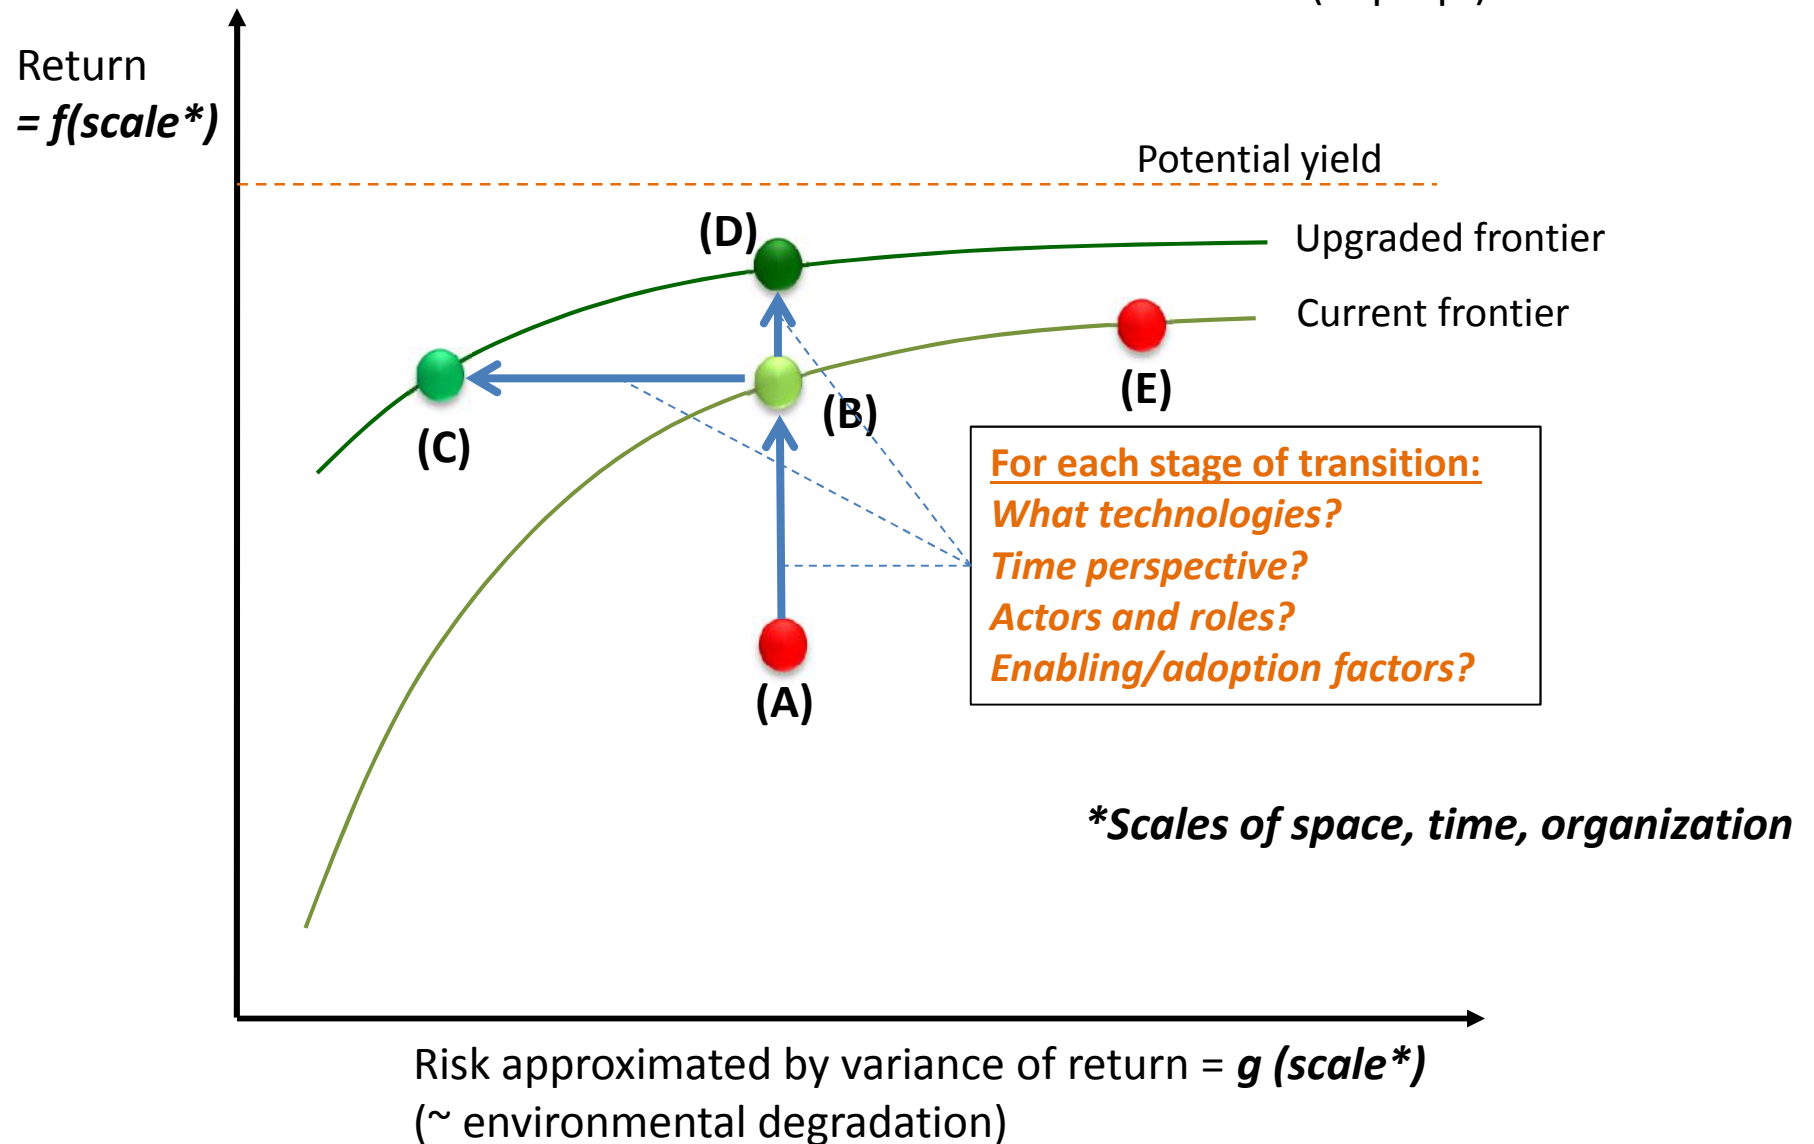 Return
= f(scale*)
Potential yield
(D)
Upgraded frontier
Current frontier
(E)
(B)
(C)
For each stage of transition:
What technologies?
Time perspective?
Actors and roles?
Enabling/adoption factors?
(A)
*Scales of space, time, organization
Risk approximated by variance of return = g (scale*)
(~ environmental degradation)